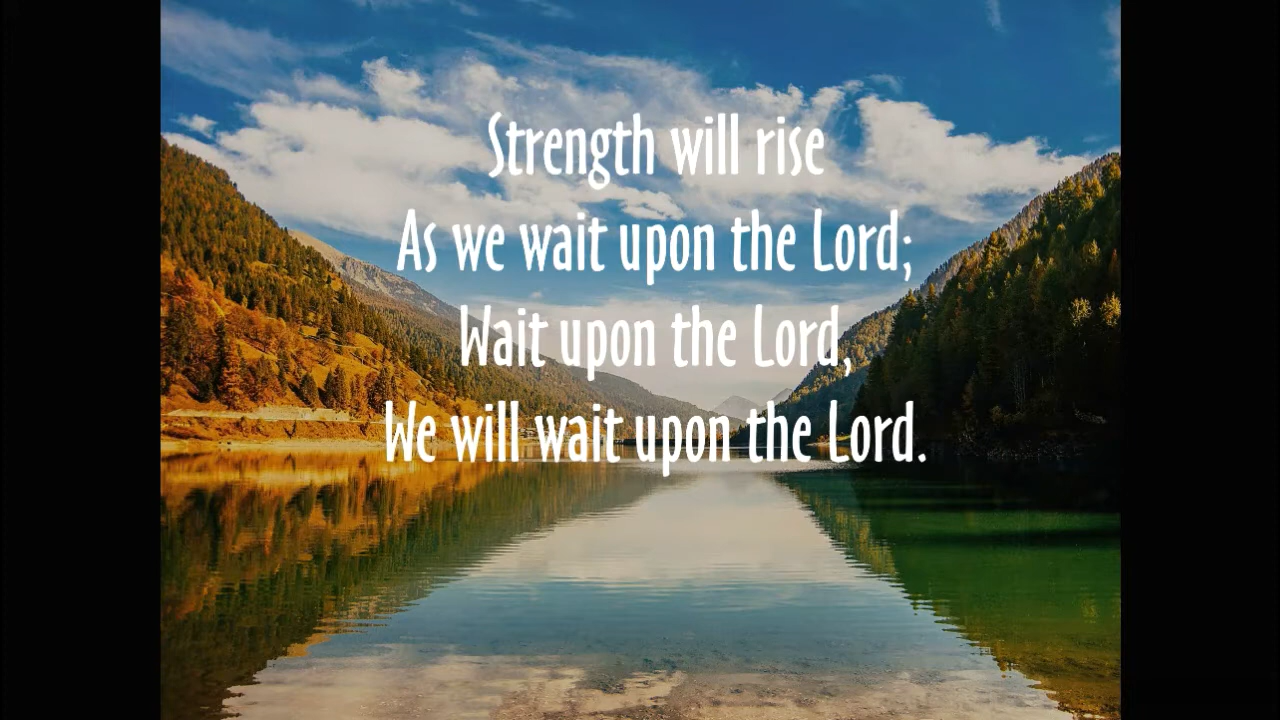 Strength will rise
As we wait upon the Lord;
Wait upon the Lord,
We will wait upon the Lord.